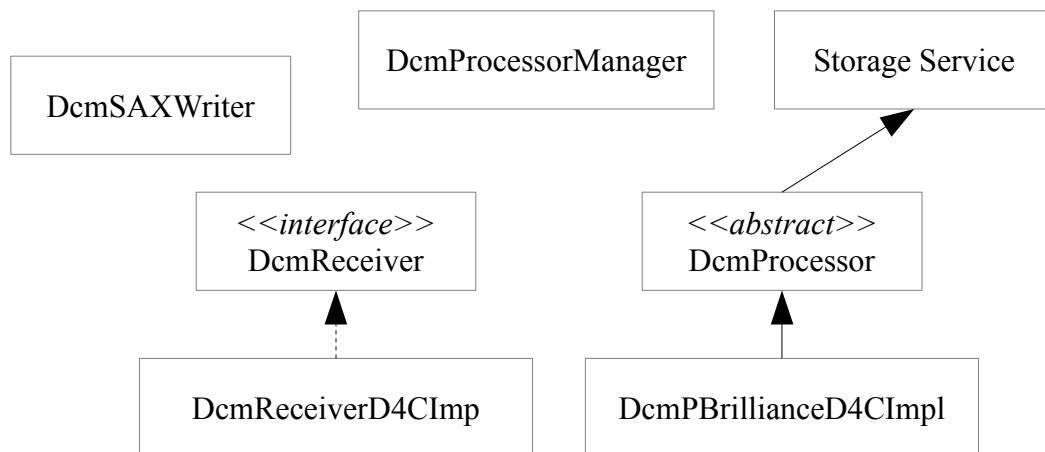 DcmProcessorManager
Storage Service
DcmSAXWriter
<<interface>>
DcmReceiver
<<abstract>>
DcmProcessor
DcmReceiverD4CImp
DcmPBrillianceD4CImpl